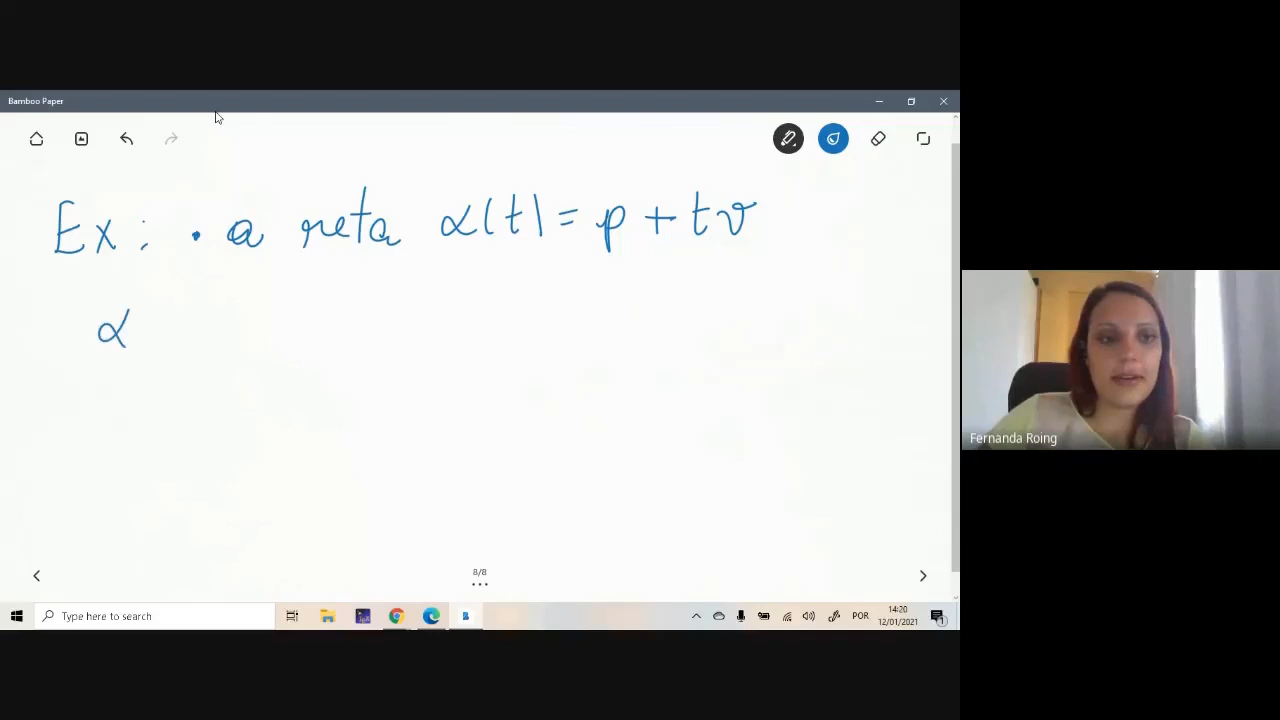 Bamboo Paper
Ex: • a reta α(t) = p + tv
α
Fernanda Roing
8/8
Type here to search
POR
14:20
12/01/2021
1